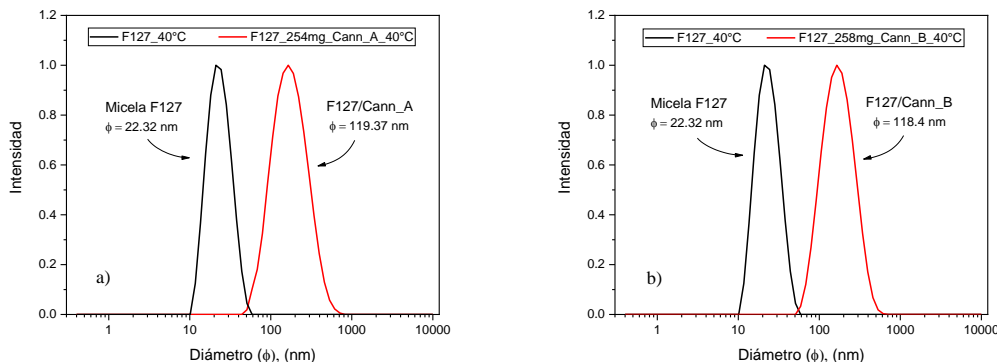 1.2
1.0
0.8
0.6
0.4
0.2
0.0
Intensidad
F127_40°C
F127_254mg_Cann_A_40°C
Micela F127
ϕ = 22.32 nm
F127/Cann_A
ϕ = 119.37 nm
a)
1 10 100 1000 10000
Diámetro (ϕ), (nm)
1.2
1.0
0.8
0.6
0.4
0.2
0.0
Intensidad
F127_40°C
F127_258mg_Cann_B_40°C
Micela F127
ϕ = 22.32 nm
F127/Cann_B
ϕ = 118.4 nm
b)
1 10 100 1000 10000
Diámetro (ϕ), (nm)